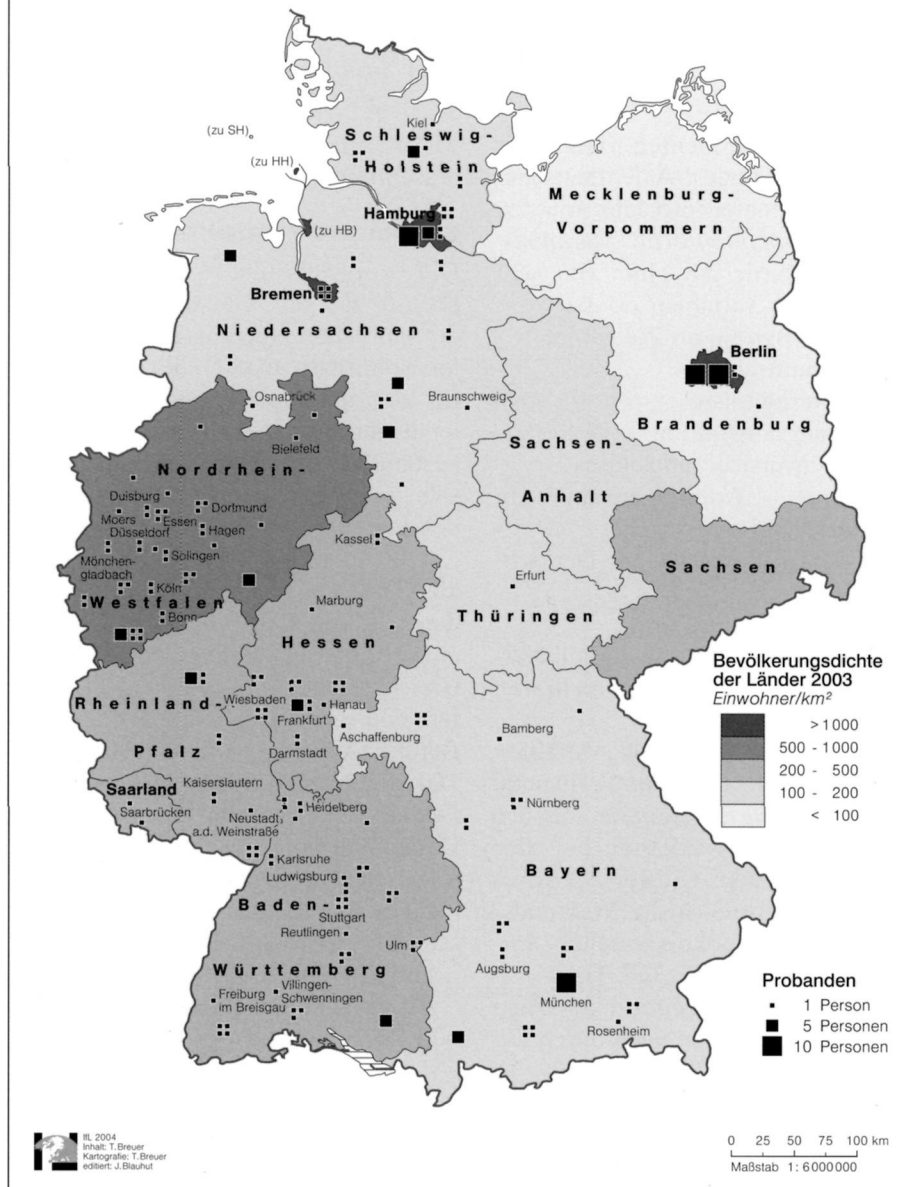 Kiel
(zu SH)
Schleswig-
(zu HH)
Holstein
Mecklenburg-
Hamburg
Vorpommern
(zu HB)
Bremen
Niedersachsen
Berlin
Osnabrück
Braunschweig
Brandenburg
Bielefeld
Sachsen-
Nordrhein-
Anhalt
Duisburg
Dortmund
Moers
Essen
Düsseldorf
Hagen
Kassel
Solingen
Mönchen-
gladbach
Sachsen
Erfurt
Köln
Westfalen
Marburg
Bonn
Thüringen
Hessen
Bevölkerungsdichte
der Länder 2003
Einwohner/km²
> 1000
500 - 1000
200 - 500
100 - 200
< 100
Rheinland-
Wiesbaden
Hanau
Frankfurt
Aschaffenburg
Bamberg
Pfalz
Darmstadt
Saarland
Kaiserslautern
Saarbrücken
Heidelberg
Nürnberg
Neustadt
a.d. Weinstraße
Karlsruhe
Bayern
Ludwigsburg
Baden-
Stuttgart
Reutlingen
Ulm
Württemberg
Augsburg
Villingen-
Schwenningen
Freiburg
im Breisgau
München
Rosenheim
Probanden
1 Person
5 Personen
10 Personen
IfL 2004
Inhalt: T. Breuer
Kartografie: T. Breuer
editiert: J. Blauhut
0 25 50 75 100 km
Maßstab 1 : 6000000